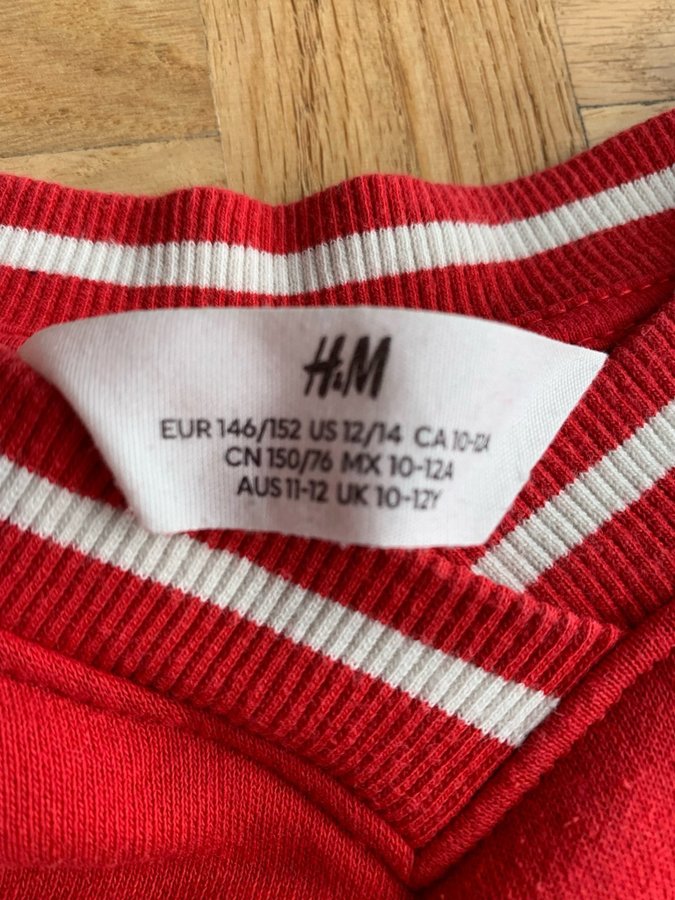 H&M
EUR 146/152 US 12/14 CA 10-12A
CN 150/76 MX 10-12A
AUS 11-12 UK 10-12Y